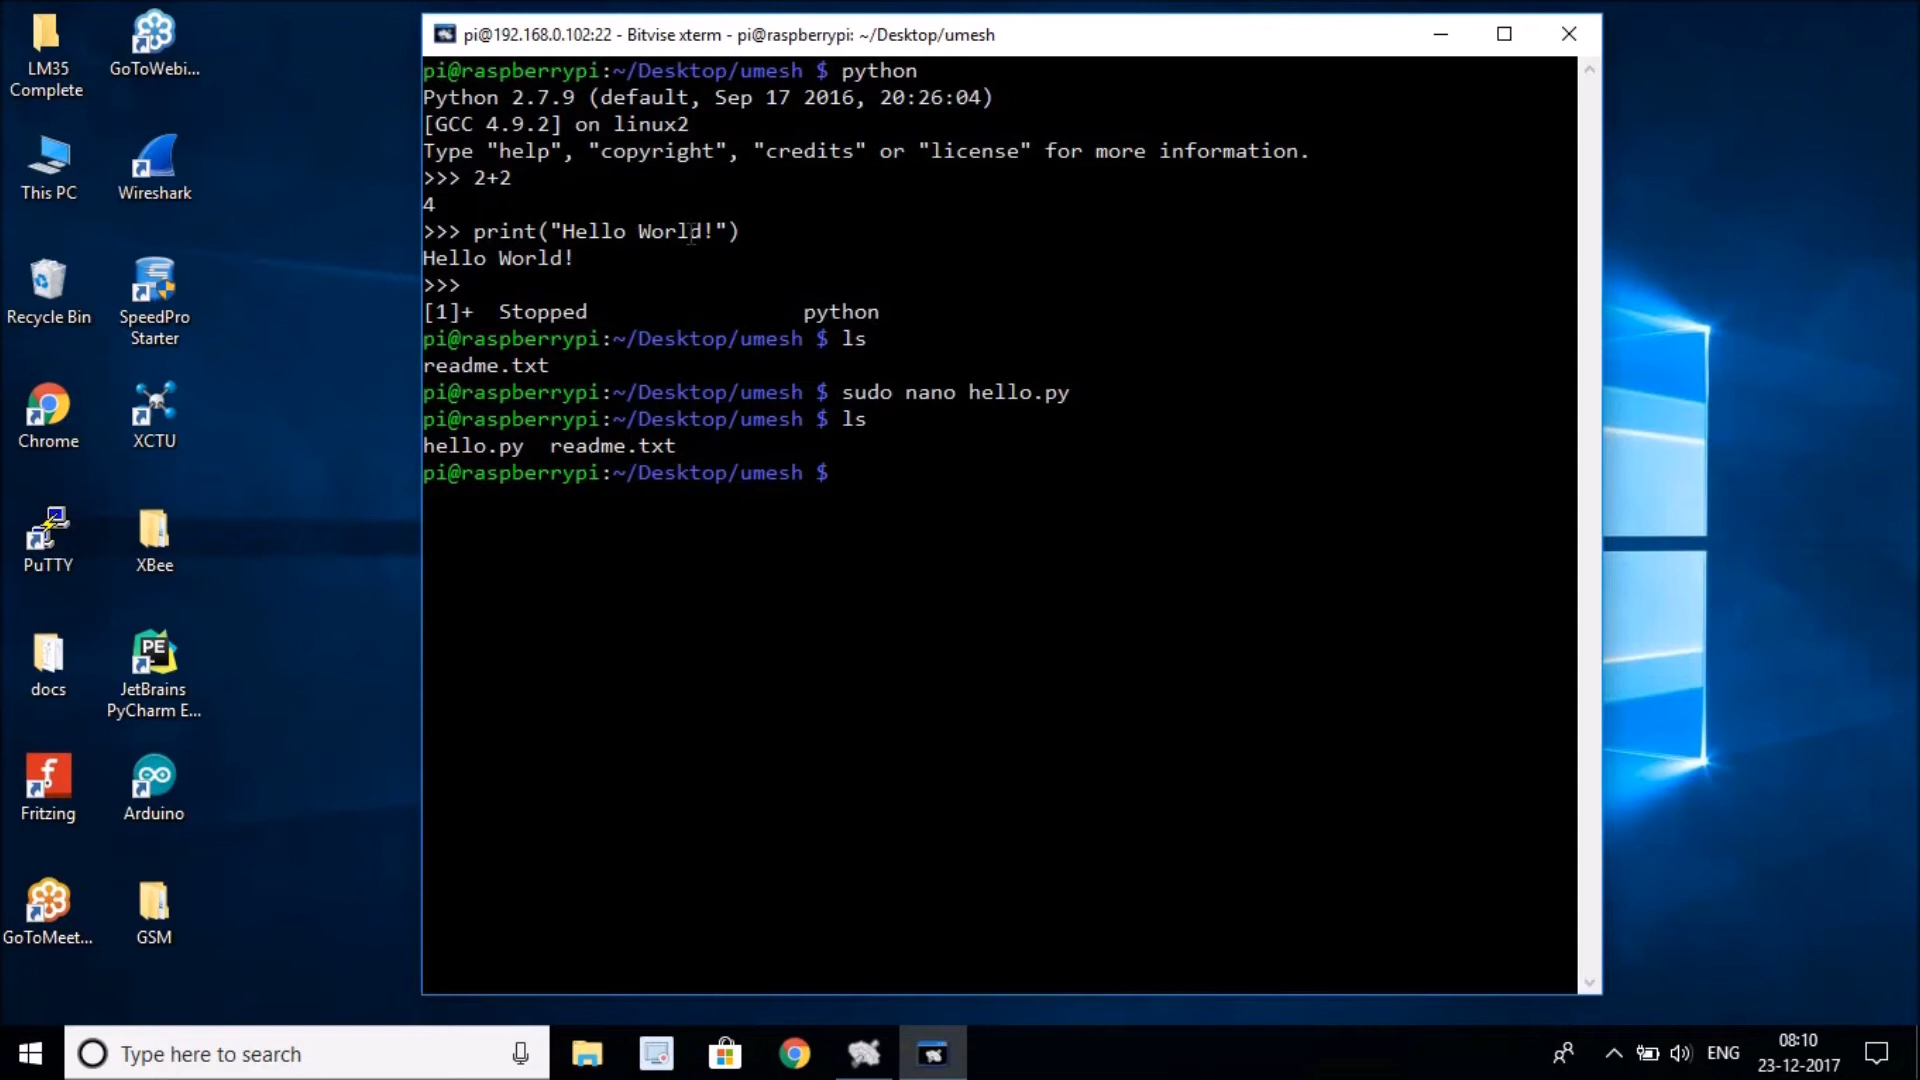 pi@192.168.0.102:22 - Bitvise xterm - pi@raspberrypi: ~/Desktop/umesh
pi@raspberrypi:~/Desktop/umesh $ python
Python 2.7.9 (default, Sep 17 2016, 20:26:04)
[GCC 4.9.2] on linux2
Type "help", "copyright", "credits" or "license" for more information.
>>> 2+2
4
>>> print("Hello World!")
Hello World!
>>>
[1]+  Stopped                 python
pi@raspberrypi:~/Desktop/umesh $ ls
readme.txt
pi@raspberrypi:~/Desktop/umesh $ sudo nano hello.py
pi@raspberrypi:~/Desktop/umesh $ ls
hello.py  readme.txt
pi@raspberrypi:~/Desktop/umesh $
LM35
Complete
GoToWebi...
This PC
Wireshark
Recycle Bin
SpeedPro
Starter
Chrome
XCTU
PuTTY
XBee
docs
PE
JetBrains
PyCharm E...
Fritzing
Arduino
GoToMeet...
GSM
Type here to search
ENG
08:10
23-12-2017